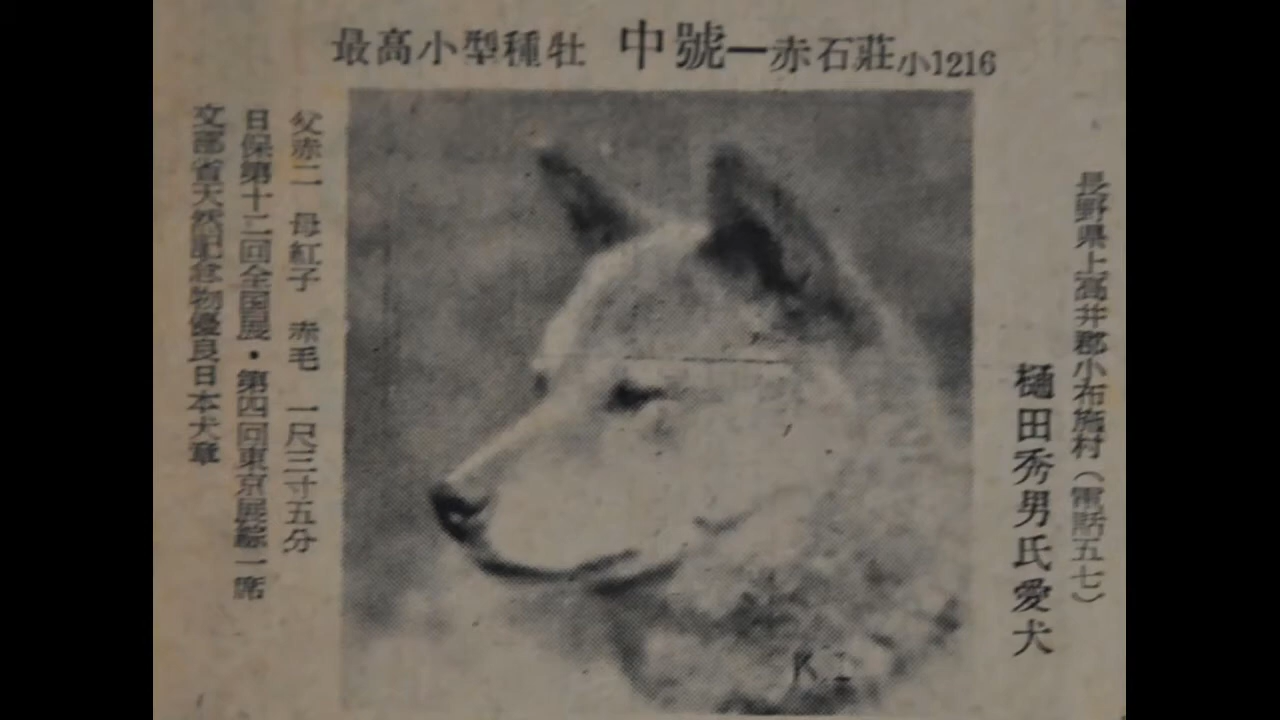 最高小型種牡 中號一赤石莊小1216
長野県上高井郡小布施村（電話五七）
樋田秀男氏愛犬
父赤二 母紅子 赤毛 一尺三寸五分
日保第十二回全国展・第四回東京展綜一席
文部省天然記念物優良日本犬章
K.I